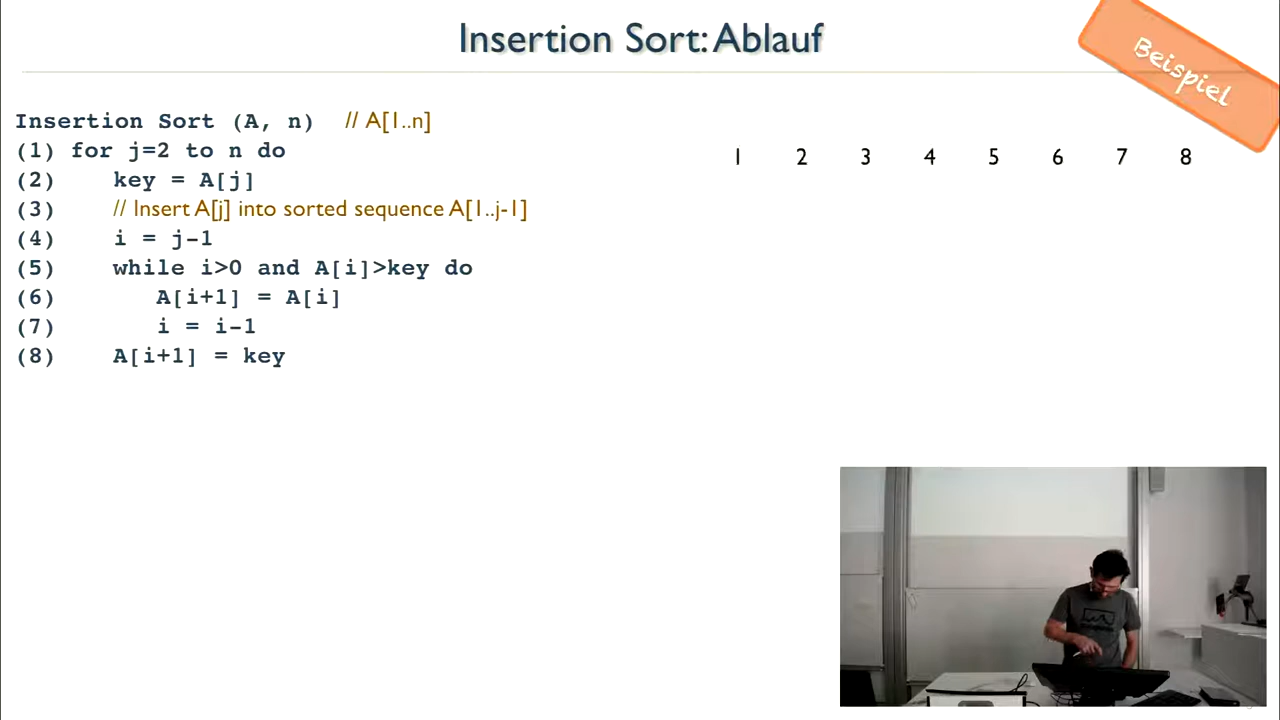 Insertion Sort: Ablauf
Beispiel
Insertion Sort (A, n) // A[1..n]
(1) for j=2 to n do
(2) key = A[j]
(3) // Insert A[j] into sorted sequence A[1..j-1]
(4) i = j-1
(5) while i>0 and A[i]>key do
(6) A[i+1] = A[i]
(7) i = i-1
(8) A[i+1] = key
1 2 3 4 5 6 7 8